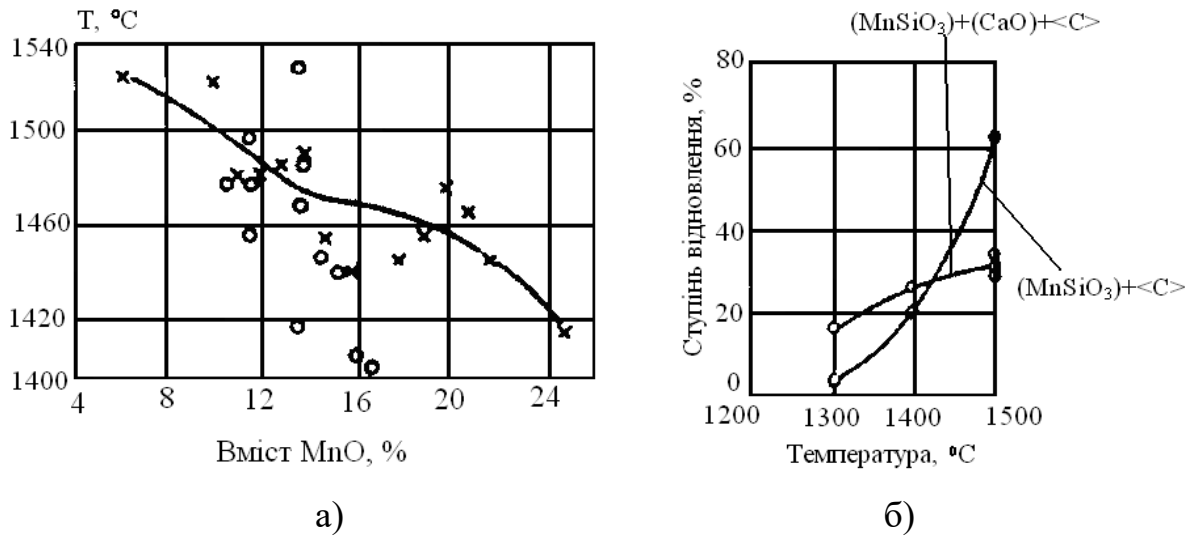 T, °C
1540
1500
1460
1420
1400
4
8
12
16
20
24
Вміст MnO, %
а)
(MnSiO₃)+(CaO)+<C>
Ступінь відновлення, %
80
60
40
20
0
1200
1300
1400
1500
(MnSiO₃)+<C>
Температура, °C
б)